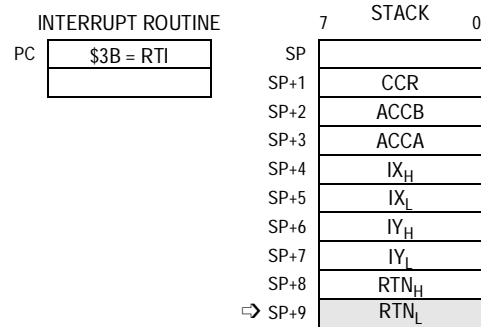 INTERRUPT ROUTINE
PC $3B = RTI
STACK
7 0
SP
SP+1 CCR
SP+2 ACCB
SP+3 ACCA
SP+4 IXH
SP+5 IXL
SP+6 IYH
SP+7 IYL
SP+8 RTNH
➩ SP+9 RTNL